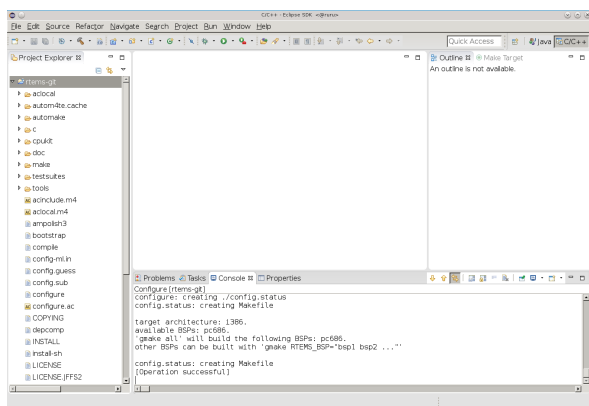 C/C++ - Eclipse SDK <@runx>
File Edit Source Refactor Navigate Search Project Run Window Help
Quick Access
Java
C/C++
Project Explorer
Outline
Make Target
An outline is not available.
rtems-git
aclocal
autom4te.cache
automake
c
cpukit
doc
make
testsuites
tools
acinclude.m4
aclocal.m4
ampolish3
bootstrap
compile
config-ml.in
config.guess
config.sub
configure
configure.ac
COPYING
depcomp
INSTALL
install-sh
LICENSE
LICENSE.JFFS2
Problems Tasks Console Properties
Configure [rtems-git]
configure: creating ./config.status
config.status: creating Makefile
target architecture: i386.
available BSPs: pc686.
'gmake all' will build the following BSPs: pc686.
other BSPs can be built with 'gmake RTEMS_BSP="bsp1 bsp2 ..."'
config.status: creating Makefile
[Operation successful]